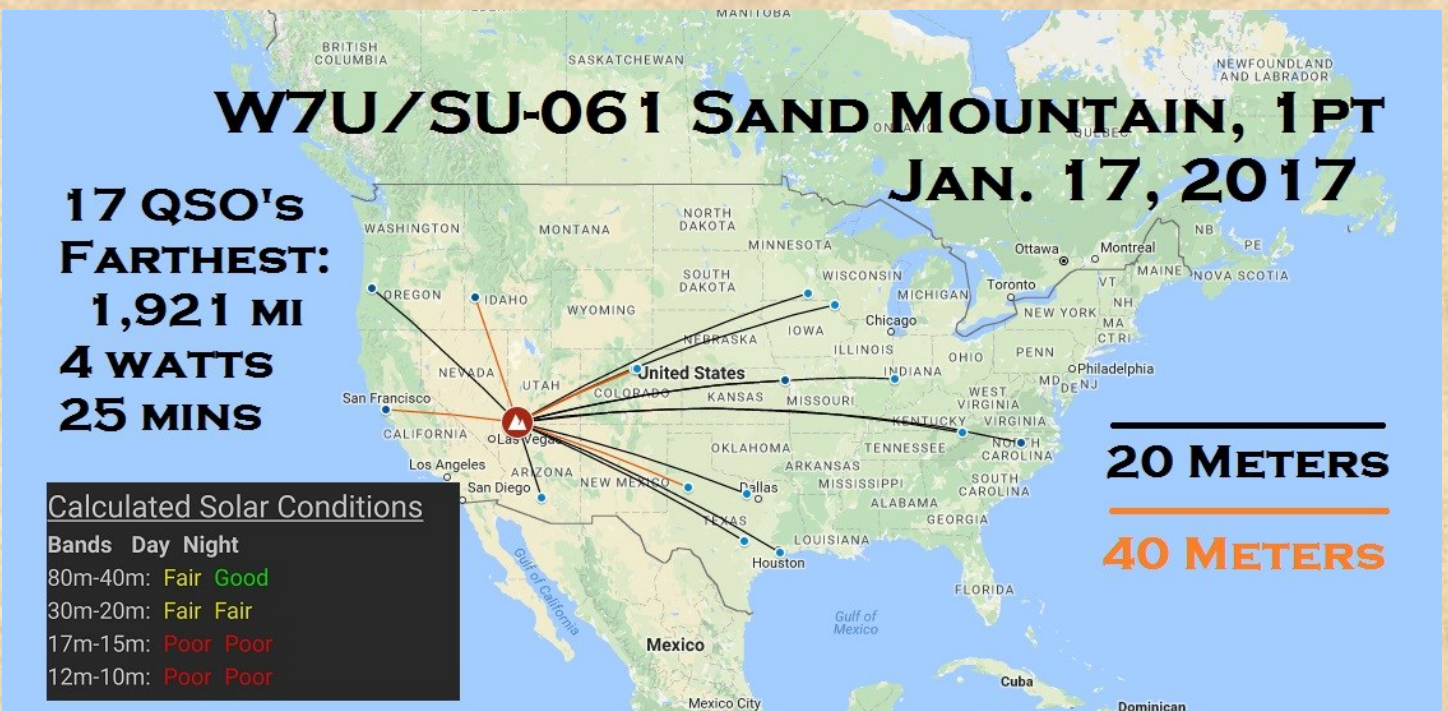 MANITOBA
BRITISH
COLUMBIA
SASKATCHEWAN
NEWFOUNDLAND
AND LABRADOR
W7U/SU-061 SAND MOUNTAIN, 1PT
ONTARIO
QUEBEC
JAN. 17, 2017
17 QSO's
FARTHEST:
1,921 MI
4 WATTS
25 MINS
WASHINGTON
MONTANA
NORTH
DAKOTA
MINNESOTA
Ottawa
Montreal
NB
PE
MAINE
NOVA SCOTIA
OREGON
IDAHO
SOUTH
DAKOTA
WISCONSIN
MICHIGAN
Toronto
VT
NH
WYOMING
NEW YORK
MA
CT RI
Chicago
IOWA
NEBRASKA
ILLINOIS
OHIO
PENN
NEVADA
UTAH
United States
INDIANA
Philadelphia
MD
DE
NJ
San Francisco
COLORADO
KANSAS
MISSOURI
WEST
VIRGINIA
KENTUCKY
VIRGINIA
CALIFORNIA
Las Vegas
OKLAHOMA
TENNESSEE
NORTH
CAROLINA
Los Angeles
ARIZONA
NEW MEXICO
ARKANSAS
MISSISSIPPI
SOUTH
CAROLINA
San Diego
Dallas
ALABAMA
GEORGIA
TEXAS
LOUISIANA
Houston
FLORIDA
20 METERS
40 METERS
Calculated Solar Conditions
Bands Day Night
80m-40m: Fair Good
30m-20m: Fair Fair
17m-15m: Poor Poor
12m-10m: Poor Poor
Gulf of California
Gulf of
Mexico
Mexico
Cuba
Mexico City
Dominican